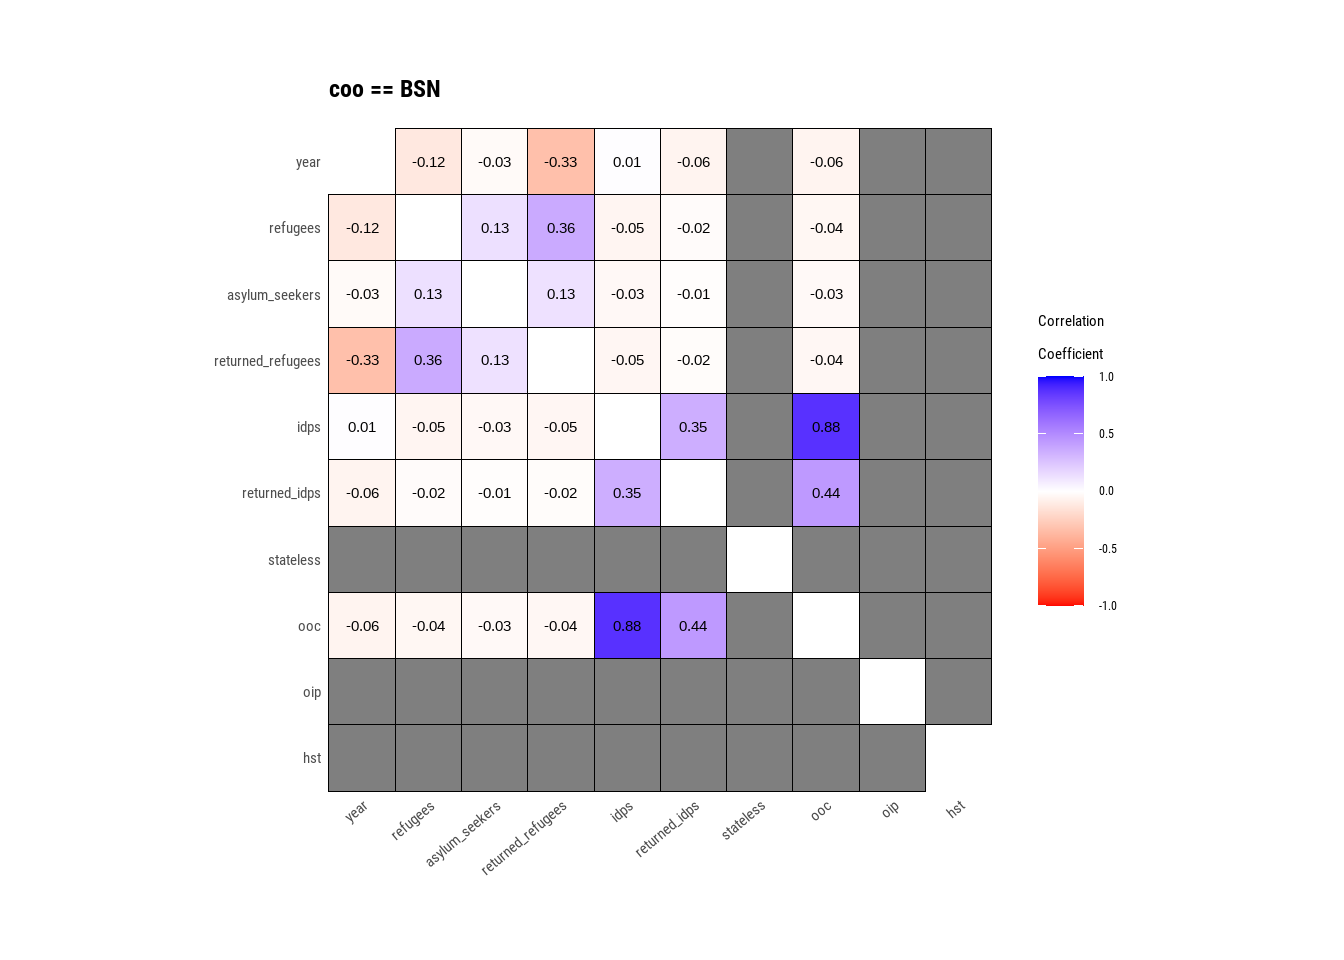 coo == BSN
year -0.12 -0.03 -0.33 0.01 -0.06 -0.06
refugees -0.12 0.13 0.36 -0.05 -0.02 -0.04
asylum_seekers -0.03 0.13 0.13 -0.03 -0.01 -0.03
returned_refugees -0.33 0.36 0.13 -0.05 -0.02 -0.04
idps 0.01 -0.05 -0.03 -0.05 0.35 0.88
returned_idps -0.06 -0.02 -0.01 -0.02 0.35 0.44
stateless
ooc -0.06 -0.04 -0.03 -0.04 0.88 0.44
oip
hst
year refugees asylum_seekers returned_refugees idps returned_idps stateless ooc oip hst
Correlation
Coefficient
1.0
0.5
0.0
-0.5
-1.0